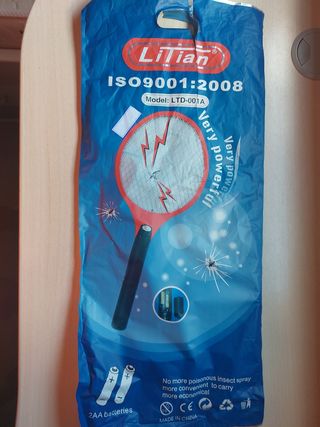 LiTian
ISO9001:2008
Model: LTD-001A
Very powerful
Very powerful
2AA batteries
No more poisonous insect spray
more convenient to carry
more economical
MADE IN CHINA